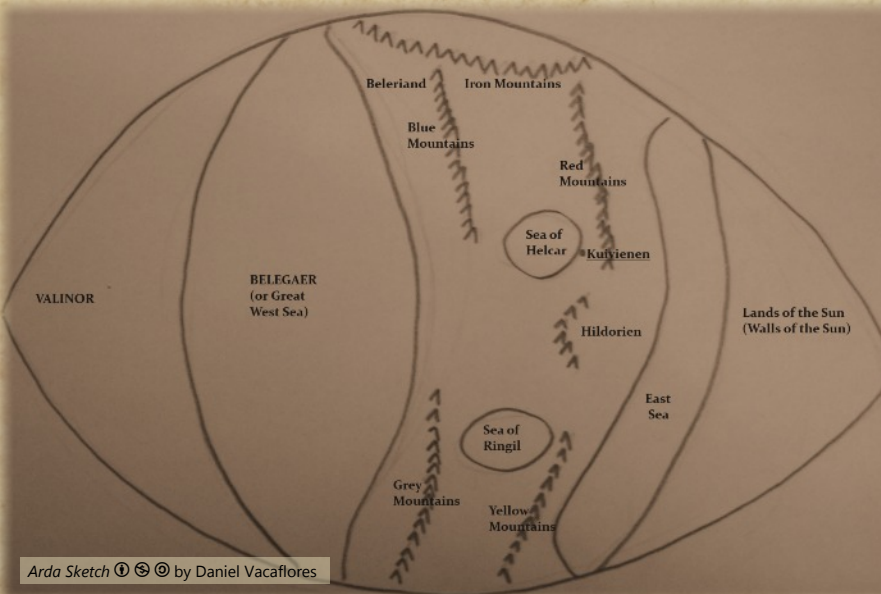 Beleriand
Iron Mountains
Blue
Mountains
Red
Mountains
Sea of
Helcar
Kuivienen
VALINOR
BELEGAER
(or Great
West Sea)
Hildorien
Lands of the Sun
(Walls of the Sun)
East
Sea
Sea of
Ringil
Grey
Mountains
Yellow
Mountains
Arda Sketch by Daniel Vacaflores